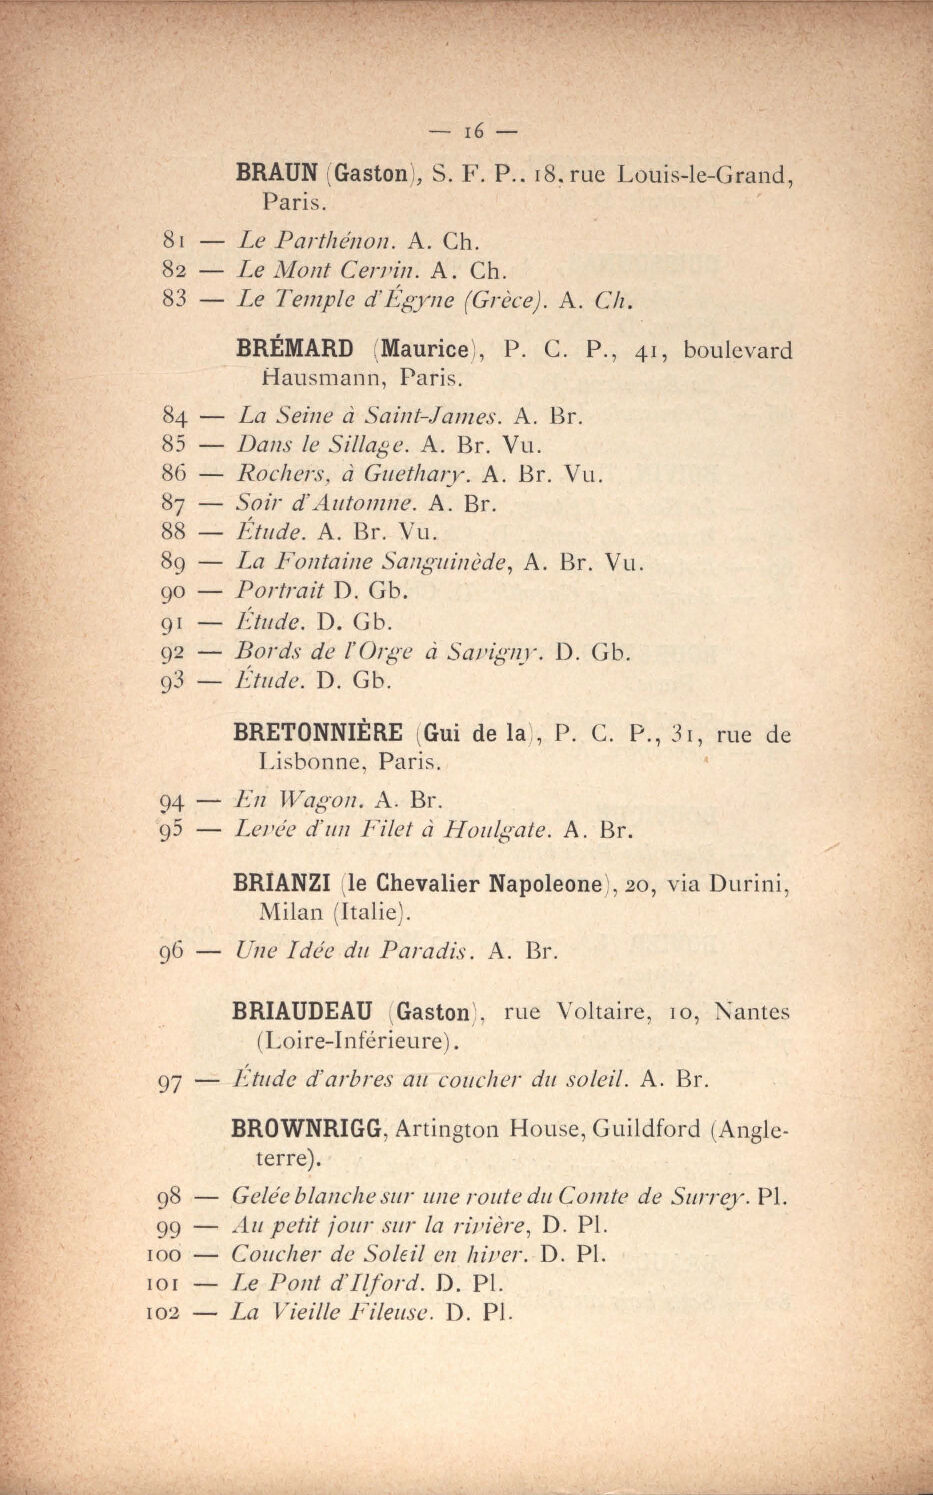 — 16 —
BRAUN (Gaston), S. F. P.. 18. rue Louis-le-Grand,
Paris.
81 — Le Parthénon. A. Ch.
82 — Le Mont Cervin. A. Ch.
83 — Le Temple d'Égyne (Grèce). A. Ch.
BRÉMARD (Maurice), P. C. P., 41, boulevard
Hausmann, Paris.
84 — La Seine à Saint-James. A. Br.
85 — Dans le Sillage. A. Br. Vu.
86 — Rochers, à Guethary. A. Br. Vu.
87 — Soir d'Automne. A. Br.
88 — Étude. A. Br. Vu.
89 — La Fontaine Sanguinède, A. Br. Vu.
90 — Portrait D. Gb.
91 — Étude. D. Gb.
92 — Bords de l'Orge à Savigny. D. Gb.
93 — Étude. D. Gb.
BRETONNIÈRE (Gui de la), P. C. P., 31, rue de
Lisbonne, Paris.
94 — En Wagon. A. Br.
95 — Levée d'un Filet à Houlgate. A. Br.
BRIANZI (le Chevalier Napoleone), 20, via Durini,
Milan (Italie).
96 — Une Idée du Paradis. A. Br.
BRIAUDEAU (Gaston), rue Voltaire, 10, Nantes
(Loire-Inférieure).
97 — Étude d'arbres au coucher du soleil. A. Br.
BROWNRIGG, Artington House, Guildford (Angle-
terre).
98 — Gelée blanche sur une route du Comte de Surrey. Pl.
99 — Au petit jour sur la rivière, D. Pl.
100 — Coucher de Soleil en hiver. D. Pl.
101 — Le Pont d'Ilford. D. Pl.
102 — La Vieille Fileuse. D. Pl.